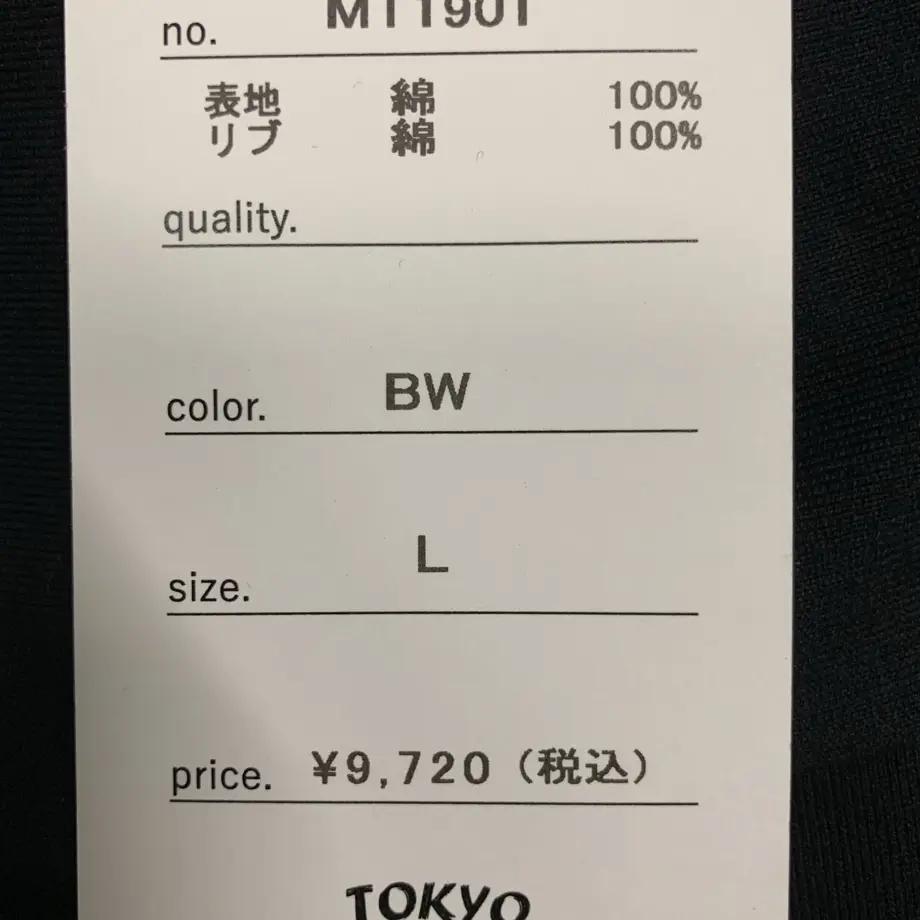 no. MT1901
表地 綿 100%
リブ 綿 100%
quality.
color. BW
size. L
price. ¥9,720（税込）
TOKYO